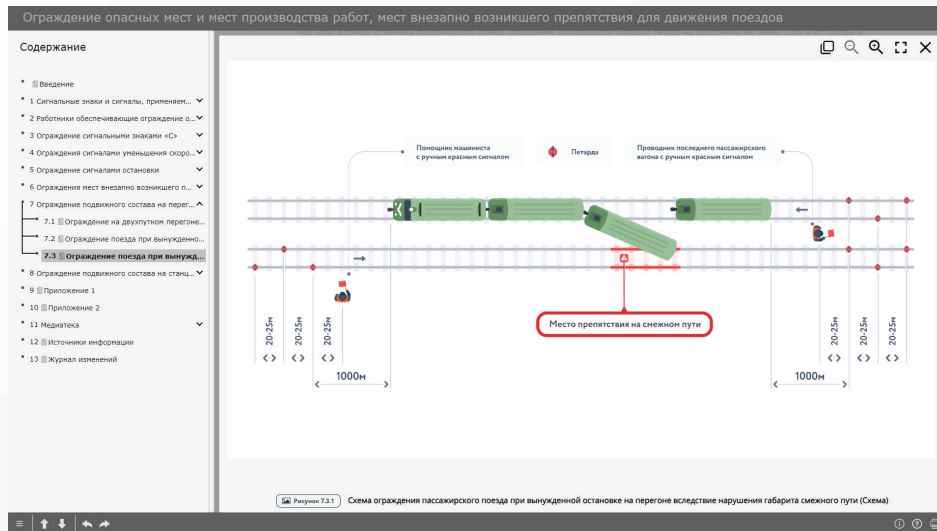 Ограждение опасных мест и мест производства работ, мест внезапно возникшего препятствия для движения поездов
Содержание
Введение
1 Сигнальные знаки и сигналы, применяем...
2 Работники обеспечивающие ограждение о...
3 Ограждение сигнальными знаками «С»
4 Ограждения сигналами уменьшения скоро...
5 Ограждение сигналами остановки
6 Ограждения мест внезапно возникшего п...
7 Ограждение подвижного состава на перег...
7.1 Ограждение на двухпутном перегоне...
7.2 Ограждение поезда при вынужденно...
7.3 Ограждение поезда при вынужд...
8 Ограждение подвижного состава на станц...
9 Приложение 1
10 Приложение 2
11 Медиатека
12 Источники информации
13 Журнал изменений
Помощник машиниста
с ручным красным сигналом
Петарда
Проводник последнего пассажирского
вагона с ручным красным сигналом
Место препятствия на смежном пути
20-25м
20-25м
20-25м
1000м
20-25м
20-25м
20-25м
1000м
Рисунок 7.3.1 Схема ограждения пассажирского поезда при вынужденной остановке на перегоне вследствие нарушения габарита смежного пути (Схема)